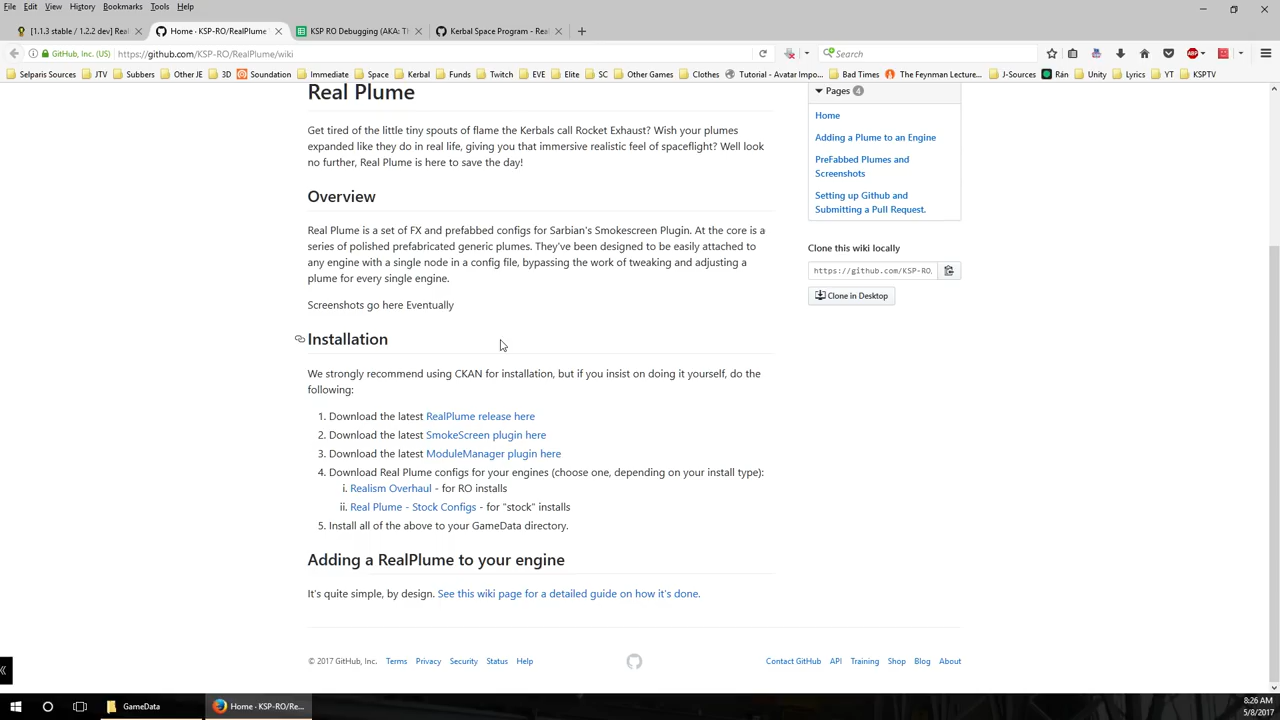 File Edit View History Bookmarks Tools Help
[1.1.3 stable / 1.2.2 dev] Rea
Home · KSP-RO/RealPlume
KSP RO Debugging (AKA: Th
Kerbal Space Program - Rea
GitHub, Inc. (US) https://github.com/KSP-RO/RealPlume/wiki
Search
ABP
Selparis Sources JTV Subbers Other JE 3D Soundation Immediate Space Kerbal Funds Twitch EVE Elite SC Other Games Clothes Tutorial - Avatar Impo... Bad Times The Feynman Lecture... J-Sources Rán Unity Lyrics YT KSPTV
Real Plume
Get tired of the little tiny spouts of flame the Kerbals call Rocket Exhaust? Wish your plumes
expanded like they do in real life, giving you that immersive realistic feel of spaceflight? Well look
no further, Real Plume is here to save the day!
Overview
Real Plume is a set of FX and prefabbed configs for Sarbian's Smokescreen Plugin. At the core is a
series of polished prefabricated generic plumes. They've been designed to be easily attached to
any engine with a single node in a config file, bypassing the work of tweaking and adjusting a
plume for every single engine.
Screenshots go here Eventually
Installation
We strongly recommend using CKAN for installation, but if you insist on doing it yourself, do the
following:
1. Download the latest RealPlume release here
2. Download the latest SmokeScreen plugin here
3. Download the latest ModuleManager plugin here
4. Download Real Plume configs for your engines (choose one, depending on your install type):
i. Realism Overhaul - for RO installs
ii. Real Plume - Stock Configs - for "stock" installs
5. Install all of the above to your GameData directory.
Adding a RealPlume to your engine
It's quite simple, by design. See this wiki page for a detailed guide on how it's done.
Pages 4
Home
Adding a Plume to an Engine
PreFabbed Plumes and
Screenshots
Setting up Github and
Submitting a Pull Request.
Clone this wiki locally
https://github.com/KSP-RO,
Clone in Desktop
© 2017 GitHub, Inc. Terms Privacy Security Status Help
Contact GitHub API Training Shop Blog About
GameData
Home · KSP-RO/Re...
8:26 AM
5/8/2017